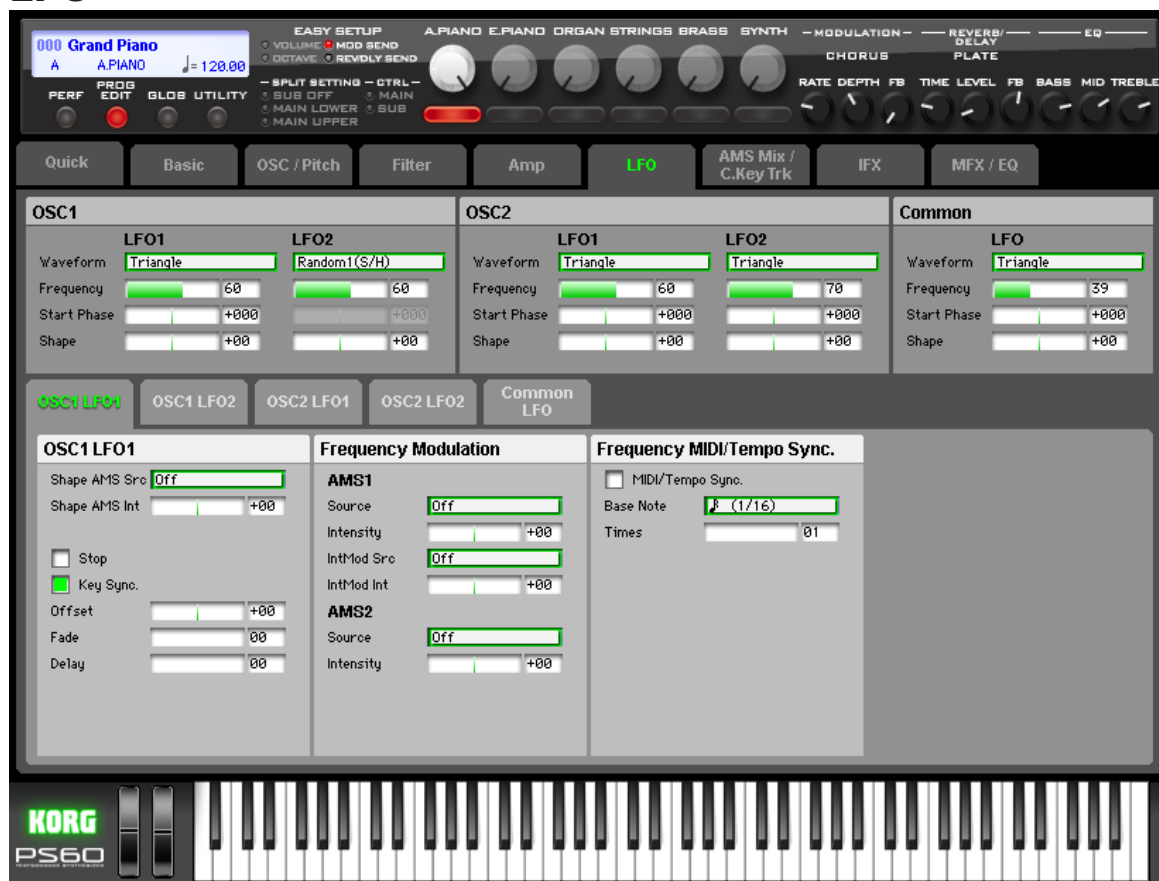 LFO
000 Grand Piano
A A.PIANO ♩= 120.00
PERF PROG EDIT GLOB UTILITY
EASY SETUP
VOLUME MOD SEND
OCTAVE REVDLY SEND
SPLIT SETTING CTRL
SUB OFF MAIN
MAIN LOWER SUB
MAIN UPPER
A.PIANO E.PIANO ORGAN STRINGS BRASS SYNTH
MODULATION REVERB/DELAY EQ
CHORUS PLATE
RATE DEPTH FB TIME LEVEL FB BASS MID TREBLE
Quick Basic OSC / Pitch Filter Amp LFO AMS Mix / C.Key Trk IFX MFX / EQ
OSC1 OSC2 Common
LFO1 LFO2 LFO1 LFO2 LFO
Waveform Triangle Random1(S/H) Waveform Triangle Triangle Waveform Triangle
Frequency 60 60 Frequency 60 70 Frequency 39
Start Phase +000 +000 Start Phase +000 +000 Start Phase +000
Shape +00 +00 Shape +00 +00 Shape +00
OSC1 LFO1 OSC1 LFO2 OSC2 LFO1 OSC2 LFO2 Common LFO
OSC1 LFO1
Shape AMS Src Off
Shape AMS Int +00
Stop
Key Sync.
Offset +00
Fade 00
Delay 00
Frequency Modulation
AMS1
Source Off
Intensity +00
IntMod Src Off
IntMod Int +00
AMS2
Source Off
Intensity +00
Frequency MIDI/Tempo Sync.
MIDI/Tempo Sync.
Base Note (1/16)
Times 01
KORG
PS60